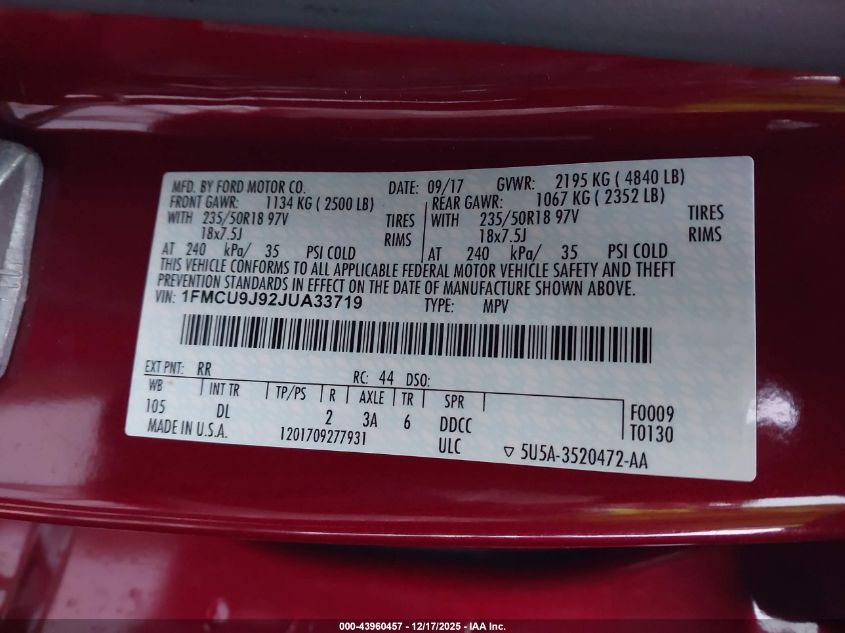 MFD. BY FORD MOTOR CO. DATE: 09/17 GVWR: 2195 KG ( 4840 LB)
FRONT GAWR: 1134 KG ( 2500 LB) REAR GAWR: 1067 KG ( 2352 LB)
WITH 235/50R18 97V TIRES WITH 235/50R18 97V TIRES
18x7.5J RIMS 18x7.5J RIMS
AT 240 kPa/ 35 PSI COLD AT 240 kPa/ 35 PSI COLD
THIS VEHICLE CONFORMS TO ALL APPLICABLE FEDERAL MOTOR VEHICLE SAFETY AND THEFT
PREVENTION STANDARDS IN EFFECT ON THE DATE OF MANUFACTURE SHOWN ABOVE.
VIN: 1FMCU9J92JUA33719 TYPE: MPV
EXT PNT: RR RC: 44 DSO:
WB INT TR TP/PS R AXLE TR SPR F0009
105 DL 2 3A 6 DDCC T0130
MADE IN U.S.A. 1201709277931 ULC ▽ 5U5A-3520472-AA
000-43960457 - 12/17/2025 - IAA Inc.